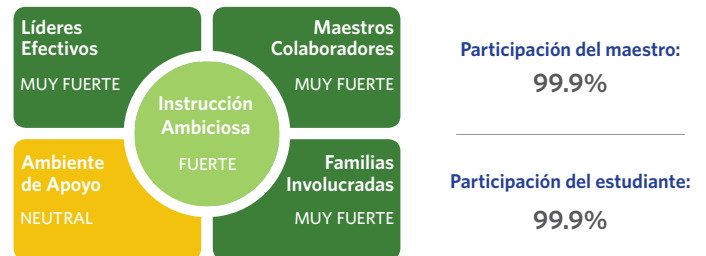 Líderes
Efectivos
MUY FUERTE
Maestros
Colaboradores
MUY FUERTE
Instrucción
Ambiciosa
FUERTE
Ambiente
de Apoyo
NEUTRAL
Familias
Involucradas
MUY FUERTE
Participación del maestro:
99.9%
Participación del estudiante:
99.9%